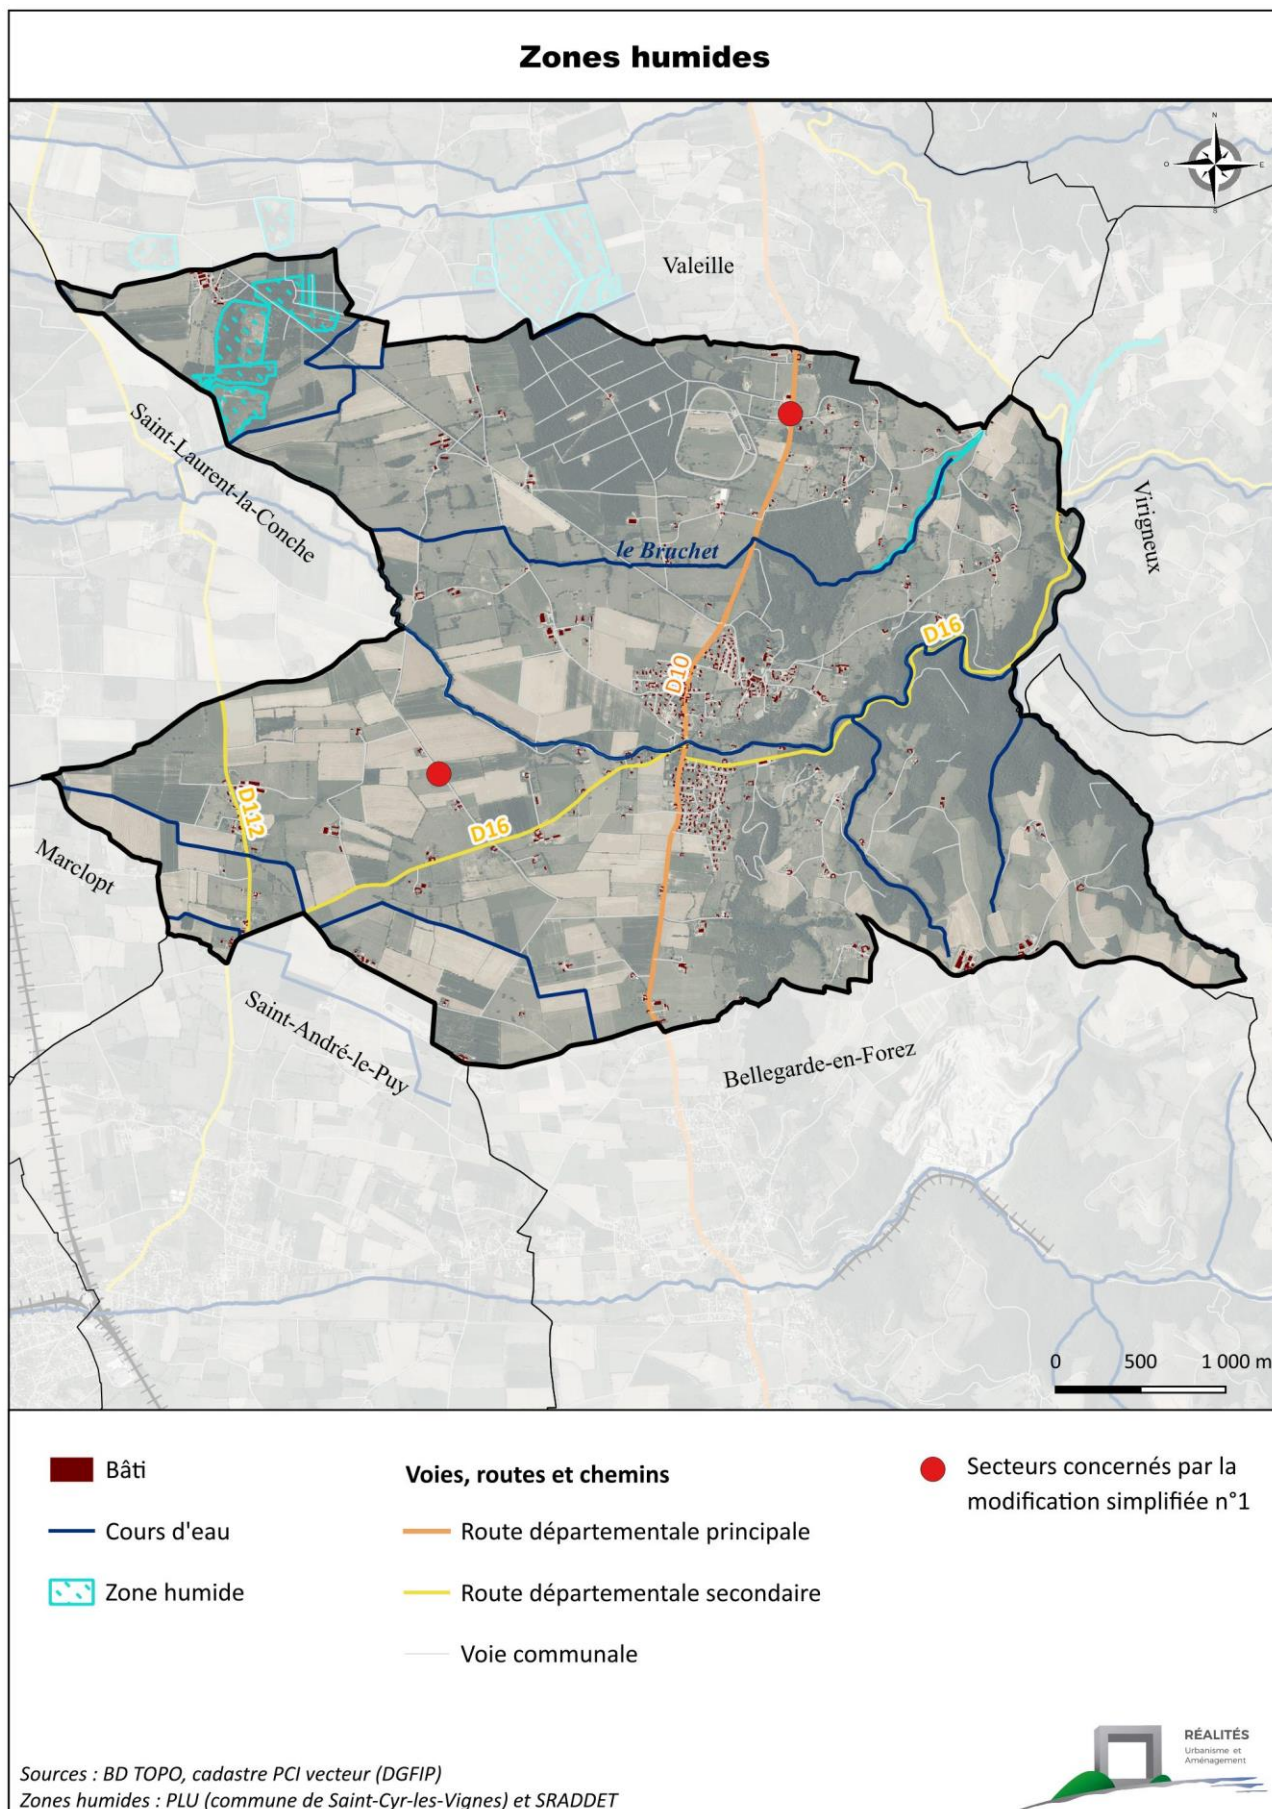 Zones humides
N
O
E
S
Valeille
Saint-Laurent-la-Conche
Virigneux
le Bruchet
D16
D10
D112
D16
Marclopt
Saint-André-le-Puy
Bellegarde-en-Forez
0 500 1 000 m
Bâti
Cours d'eau
Zone humide
Voies, routes et chemins
Route départementale principale
Route départementale secondaire
Voie communale
Secteurs concernés par la
modification simplifiée n°1
RÉALITÉS
Urbanisme et
Aménagement
Sources : BD TOPO, cadastre PCI vecteur (DGFIP)
Zones humides : PLU (commune de Saint-Cyr-les-Vignes) et SRADDET